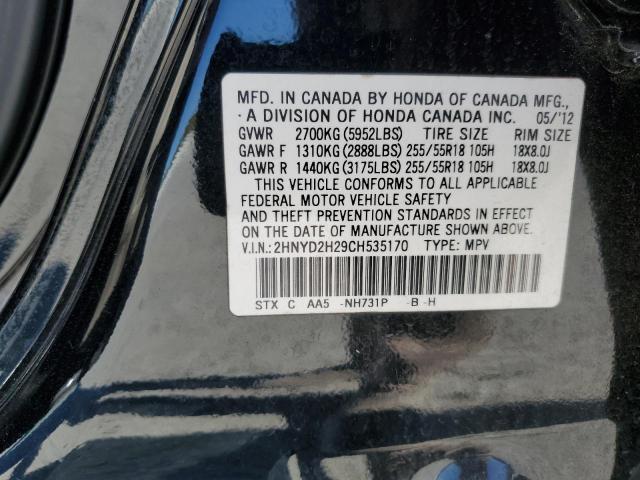 MFD. IN CANADA BY HONDA OF CANADA MFG.,
A DIVISION OF HONDA CANADA INC. 05/'12
GVWR 2700KG (5952LBS) TIRE SIZE RIM SIZE
GAWR F 1310KG (2888LBS) 255/55R18 105H 18X8.0J
GAWR R 1440KG (3175LBS) 255/55R18 105H 18X8.0J
THIS VEHICLE CONFORMS TO ALL APPLICABLE
FEDERAL MOTOR VEHICLE SAFETY
AND THEFT PREVENTION STANDARDS IN EFFECT
ON THE DATE OF MANUFACTURE SHOWN ABOVE.
V.I.N.: 2HNYD2H29CH535170 TYPE: MPV
STX C AA5 -NH731P -B -H